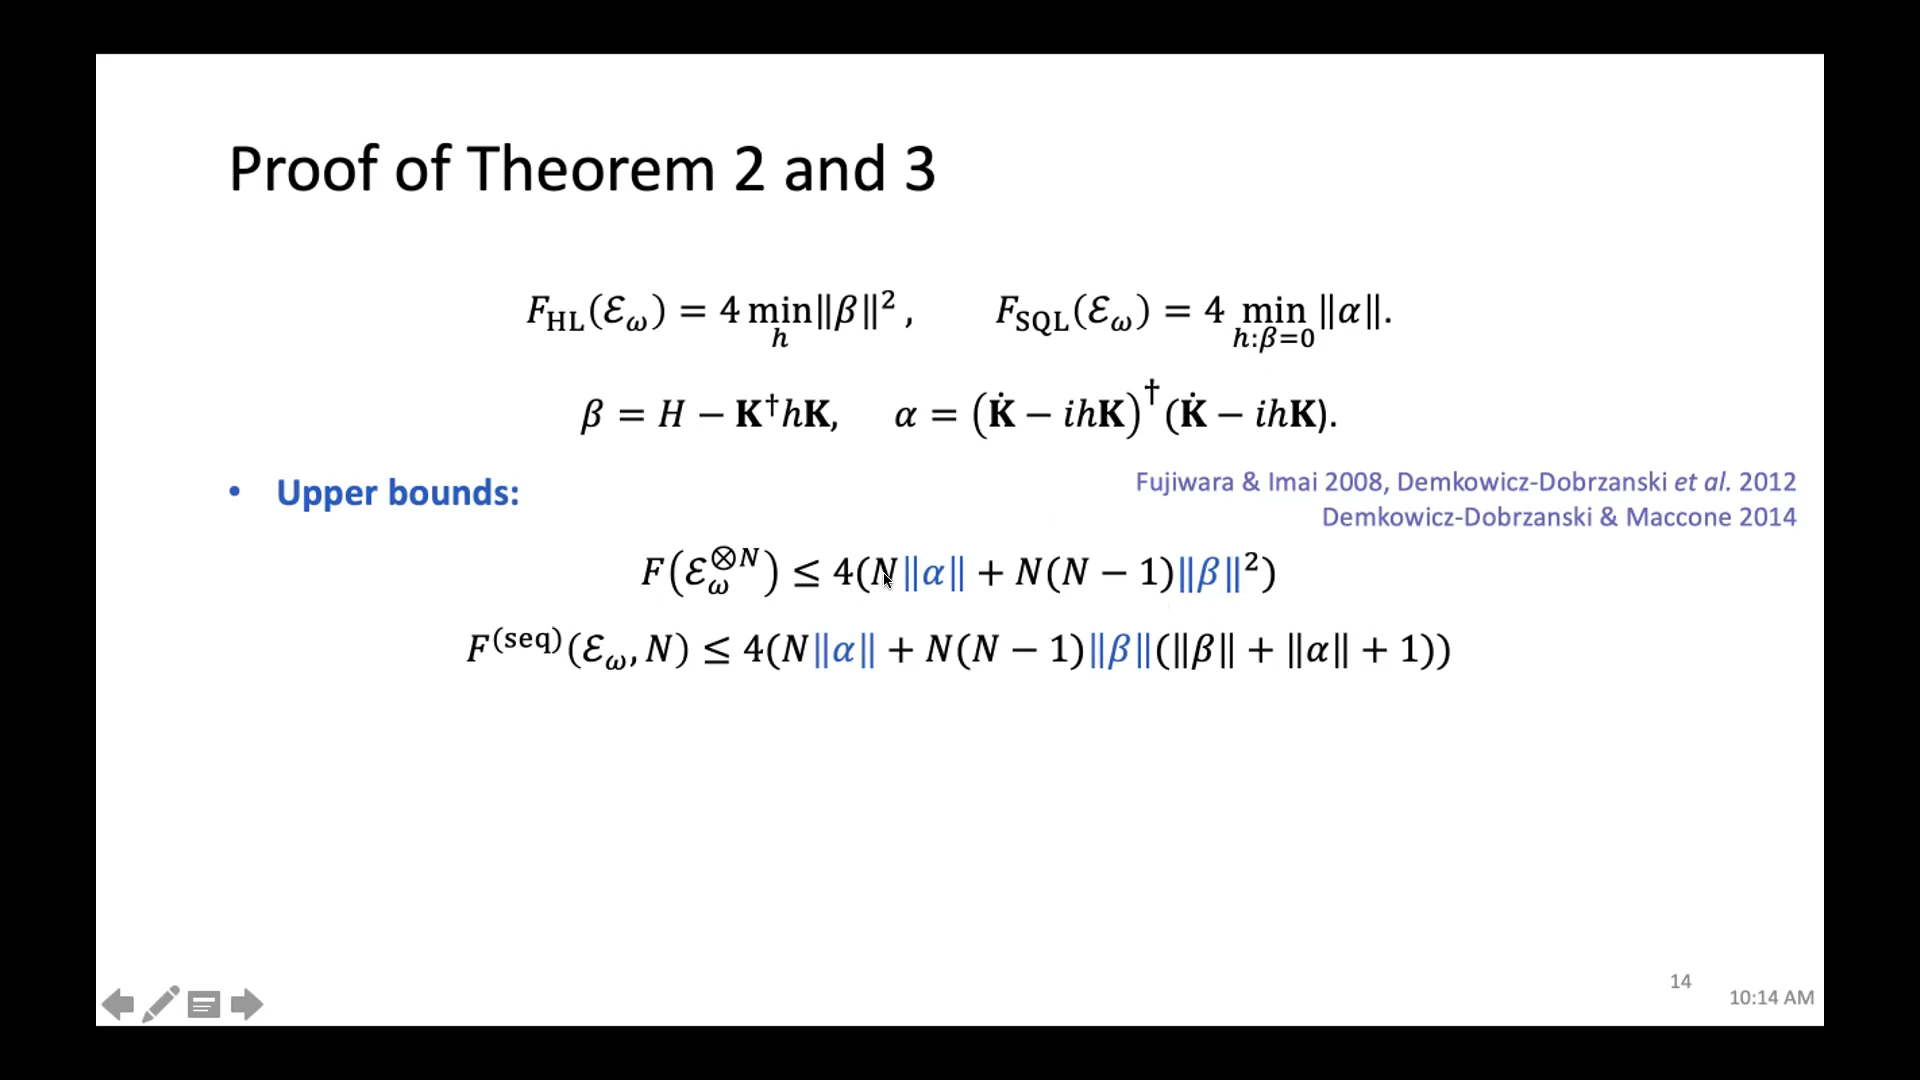 Proof of Theorem 2 and 3
F_HL(ℰ_ω) = 4 min_h ‖β‖², F_SQL(ℰ_ω) = 4 min_{h:β=0} ‖α‖.
β = H − K†hK, α = (K̇ − ihK)†(K̇ − ihK).
• Upper bounds:
Fujiwara & Imai 2008, Demkowicz-Dobrzanski et al. 2012
Demkowicz-Dobrzanski & Maccone 2014
F(ℰ_ω^{⊗N}) ≤ 4(N‖α‖ + N(N − 1)‖β‖²)
F^(seq)(ℰ_ω, N) ≤ 4(N‖α‖ + N(N − 1)‖β‖(‖β‖ + ‖α‖ + 1))
14
10:14 AM